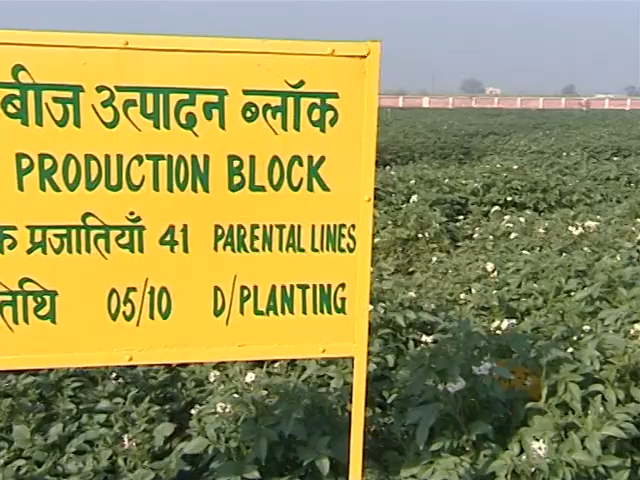 बीज उत्पादन ब्लॉक
PRODUCTION BLOCK
क प्रजातियाँ 41 PARENTAL LINES
तिथि 05/10 D/PLANTING